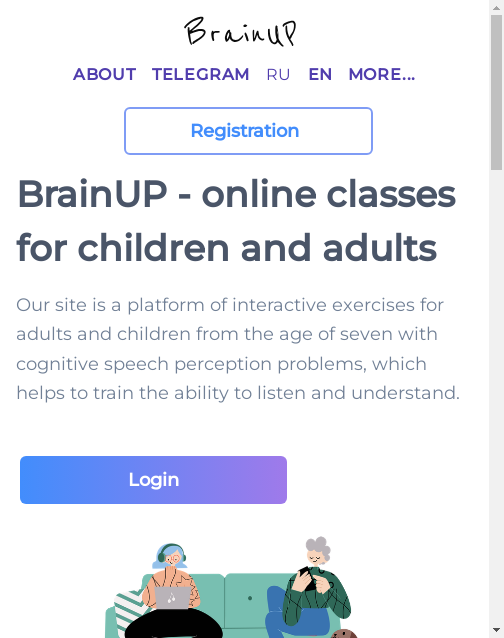 BrainUP
ABOUT TELEGRAM RU EN MORE...
Registration
BrainUP - online classes
for children and adults
Our site is a platform of interactive exercises for
adults and children from the age of seven with
cognitive speech perception problems, which
helps to train the ability to listen and understand.
Login